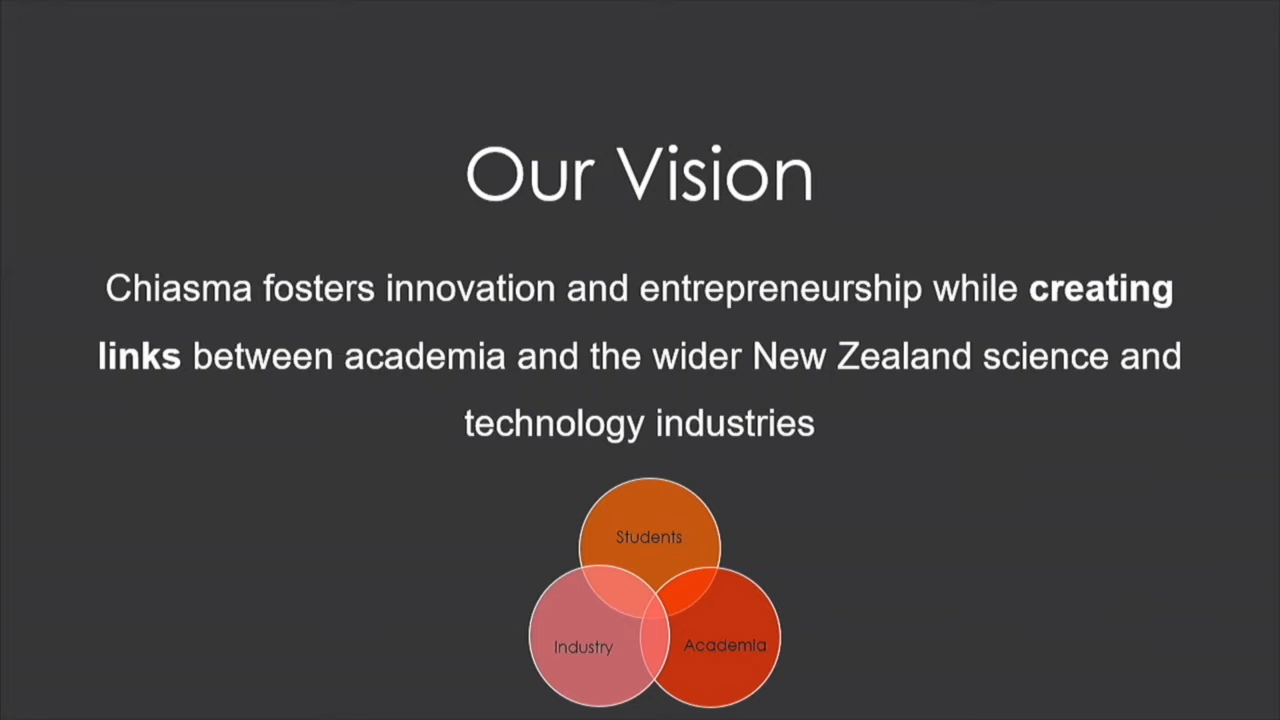 Our Vision
Chiasma fosters innovation and entrepreneurship while creating
links between academia and the wider New Zealand science and
technology industries
Students
Industry
Academia